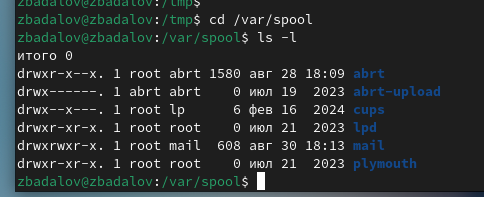 zbadalov@zbadalov:/tmp$
zbadalov@zbadalov:/tmp$ cd /var/spool
zbadalov@zbadalov:/var/spool$ ls -l
итого 0
drwxr-x--x. 1 root abrt 1580 авг 28 18:09 abrt
drwx------. 1 abrt abrt    0 июл 19  2023 abrt-upload
drwx--x---. 1 root lp      6 фев 16  2024 cups
drwxr-xr-x. 1 root root    0 июл 21  2023 lpd
drwxrwxr-x. 1 root mail  608 авг 30 18:13 mail
drwxr-xr-x. 1 root root    0 июл 21  2023 plymouth
zbadalov@zbadalov:/var/spool$